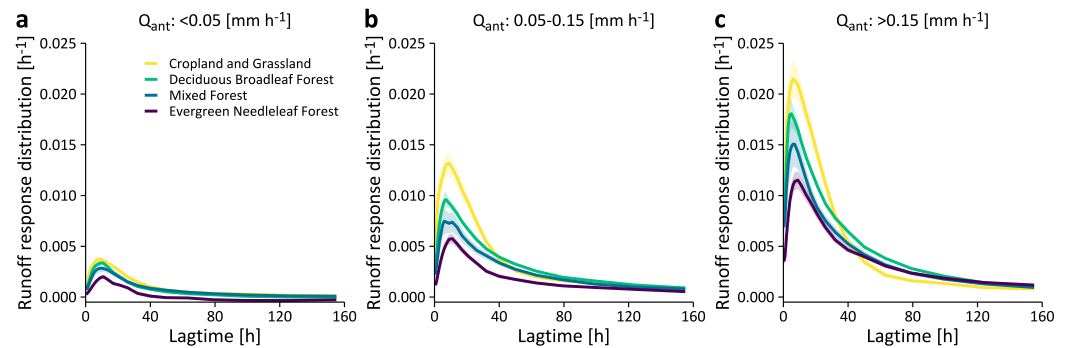 a
Qant: <0.05 [mm h-1]
Runoff response distribution [h-1]
0.025
0.020
0.015
0.010
0.005
0.000
Cropland and Grassland
Deciduous Broadleaf Forest
Mixed Forest
Evergreen Needleleaf Forest
0 40 80 120 160
Lagtime [h]
b
Qant: 0.05-0.15 [mm h-1]
Runoff response distribution [h-1]
0.025
0.020
0.015
0.010
0.005
0.000
0 40 80 120 160
Lagtime [h]
c
Qant: >0.15 [mm h-1]
Runoff response distribution [h-1]
0.025
0.020
0.015
0.010
0.005
0.000
0 40 80 120 160
Lagtime [h]